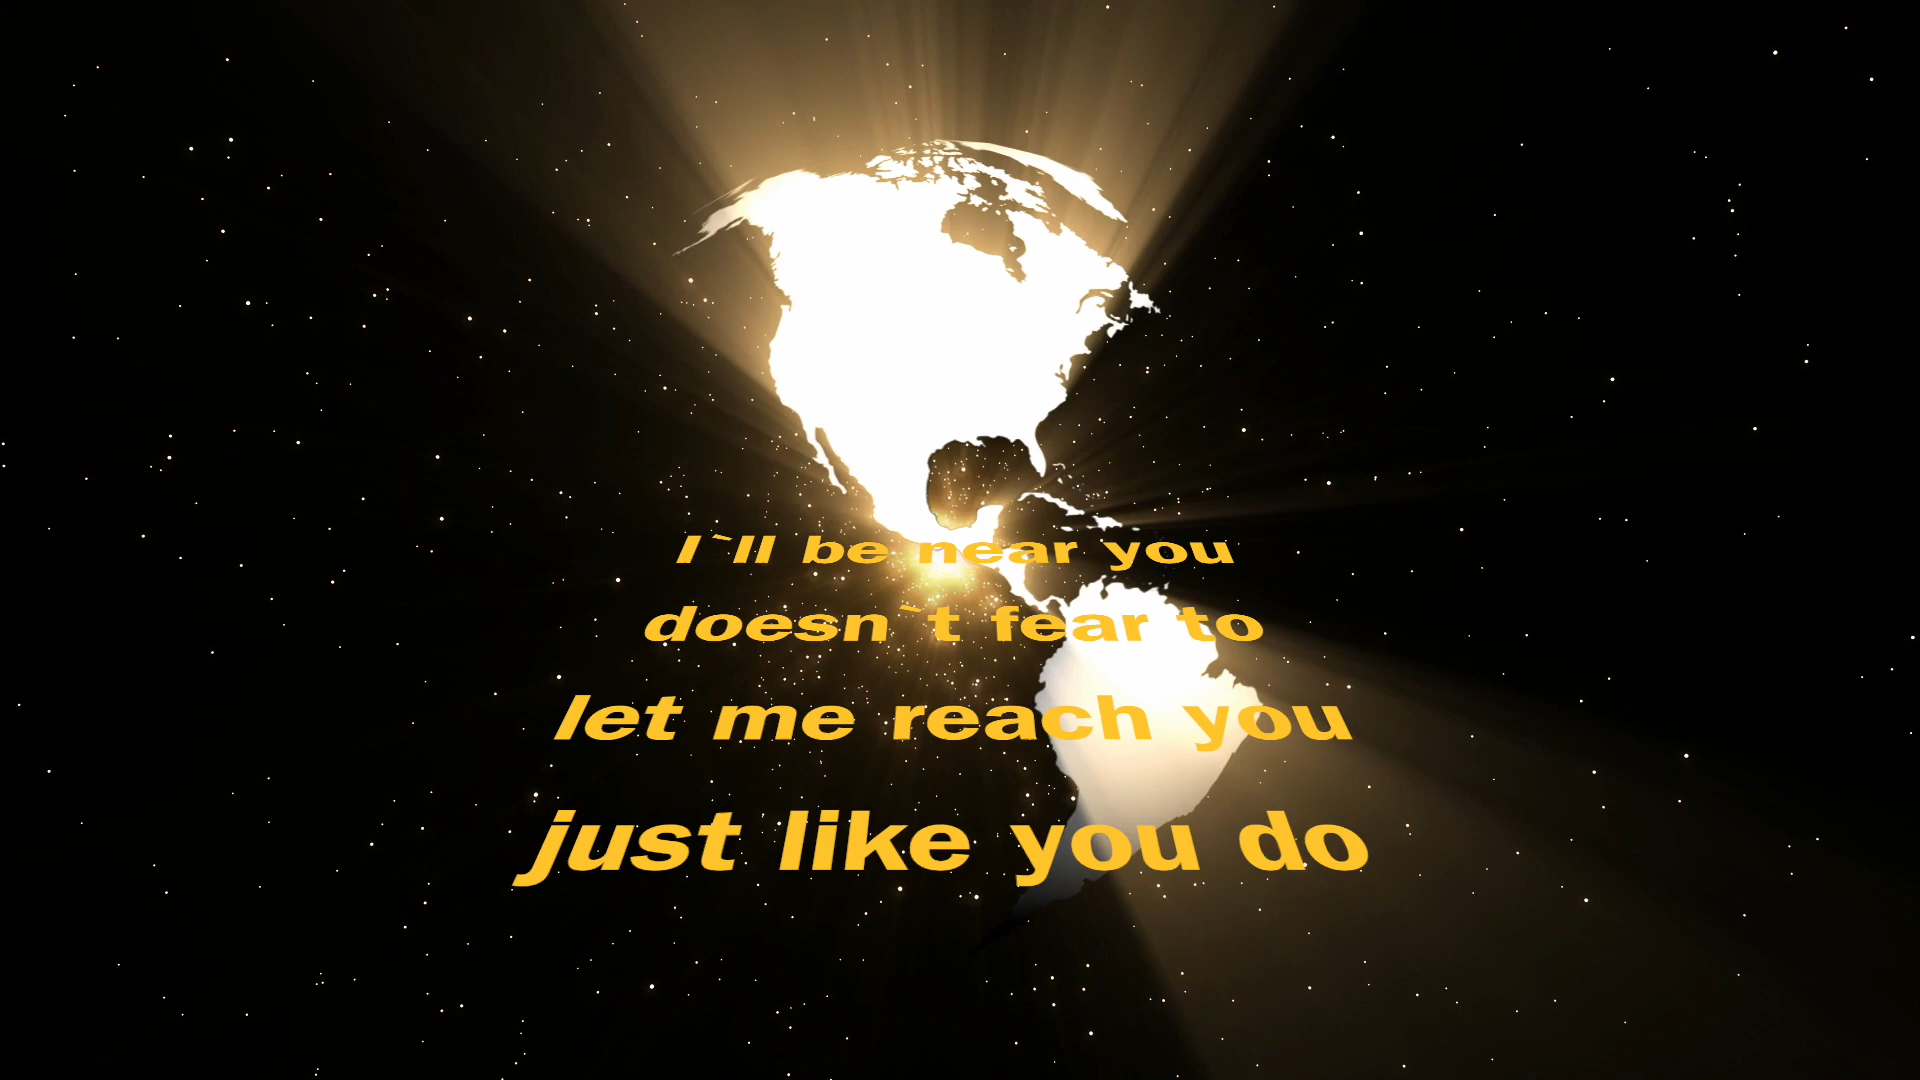 I`ll be near you
doesn`t fear to
let me reach you
just like you do